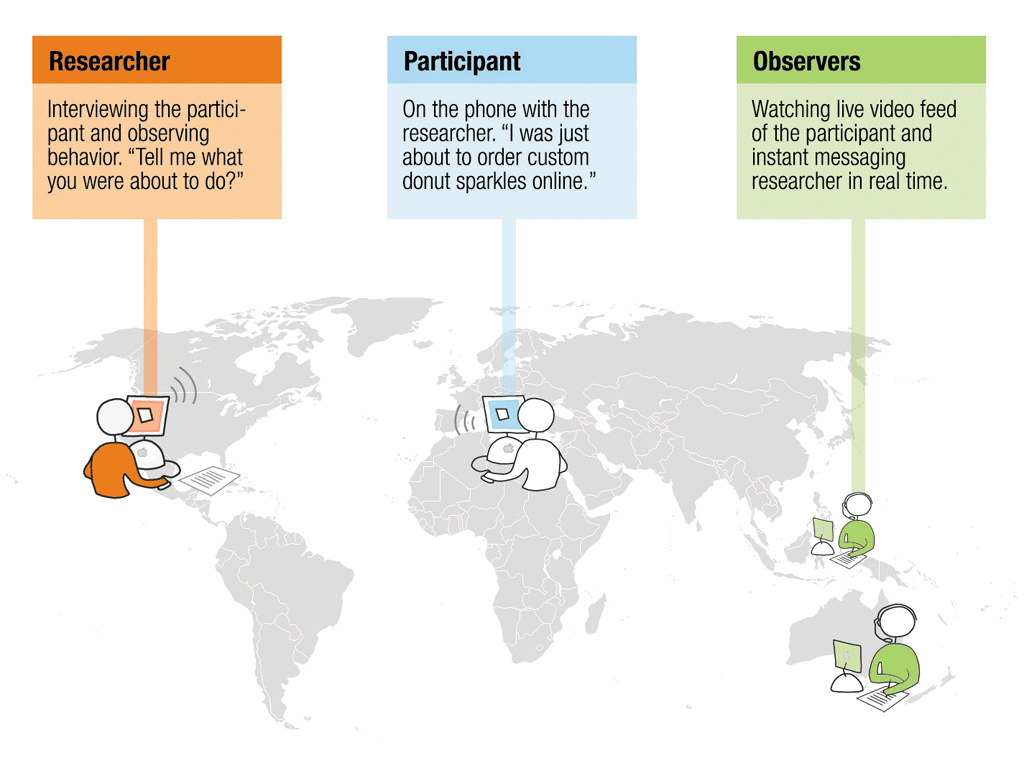 Researcher
Interviewing the partici-
pant and observing
behavior. “Tell me what
you were about to do?”
Participant
On the phone with the
researcher. “I was just
about to order custom
donut sparkles online.”
Observers
Watching live video feed
of the participant and
instant messaging
researcher in real time.